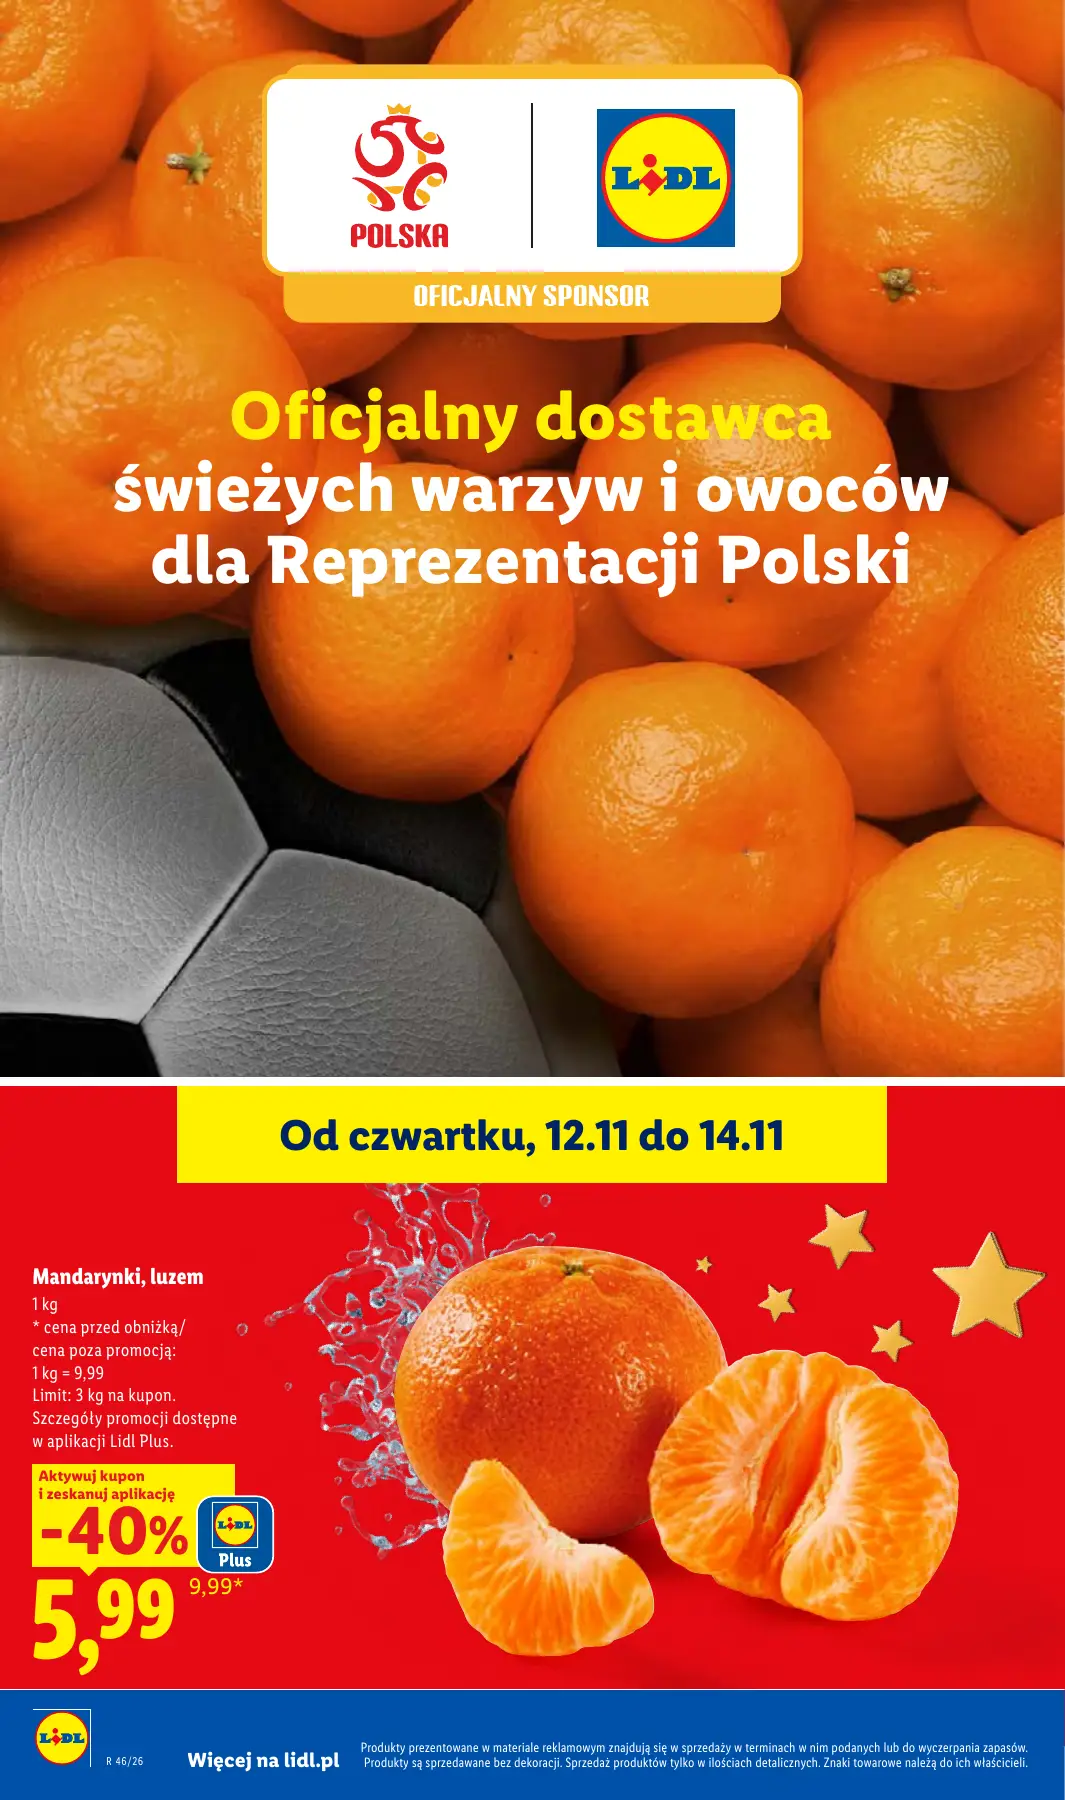 POLSKA
LIDL
OFICJALNY SPONSOR
Oficjalny dostawca
świeżych warzyw i owoców
dla Reprezentacji Polski
Od czwartku, 12.11 do 14.11
Mandarynki, luzem
1 kg
* cena przed obniżką/
cena poza promocją:
1 kg = 9,99
Limit: 3 kg na kupon.
Szczegóły promocji dostępne
w aplikacji Lidl Plus.
Aktywuj kupon
i zeskanuj aplikację
-40%
LIDL
Plus
9,99*
5,99
LIDL
R 46/26
Więcej na lidl.pl
Produkty prezentowane w materiale reklamowym znajdują się w sprzedaży w terminach w nim podanych lub do wyczerpania zapasów.
Produkty są sprzedawane bez dekoracji. Sprzedaż produktów tylko w ilościach detalicznych. Znaki towarowe należą do ich właścicieli.